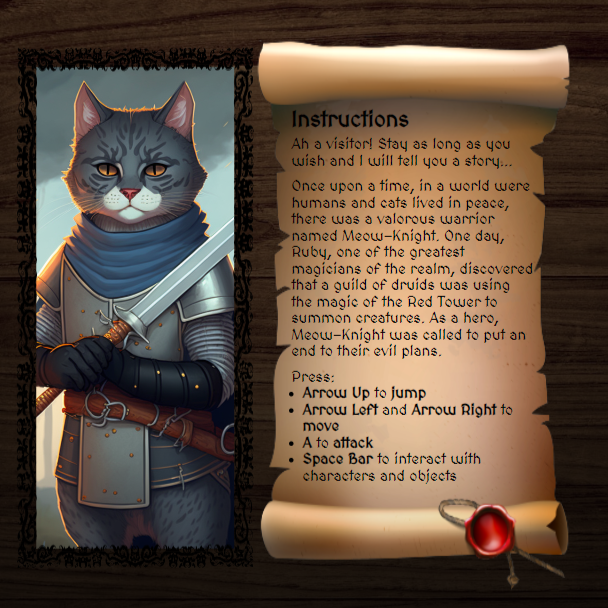 Instructions
Ah a visitor! Stay as long as you
wish and I will tell you a story...
Once upon a time, in a world were
humans and cats lived in peace,
there was a valorous warrior
named Meow-Knight. One day,
Ruby, one of the greatest
magicians of the realm, discovered
that a guild of druids was using
the magic of the Red Tower to
summon creatures. As a hero,
Meow-Knight was called to put an
end to their evil plans.
Press:
• Arrow Up to jump
• Arrow Left and Arrow Right to
move
• A to attack
• Space Bar to interact with
characters and objects